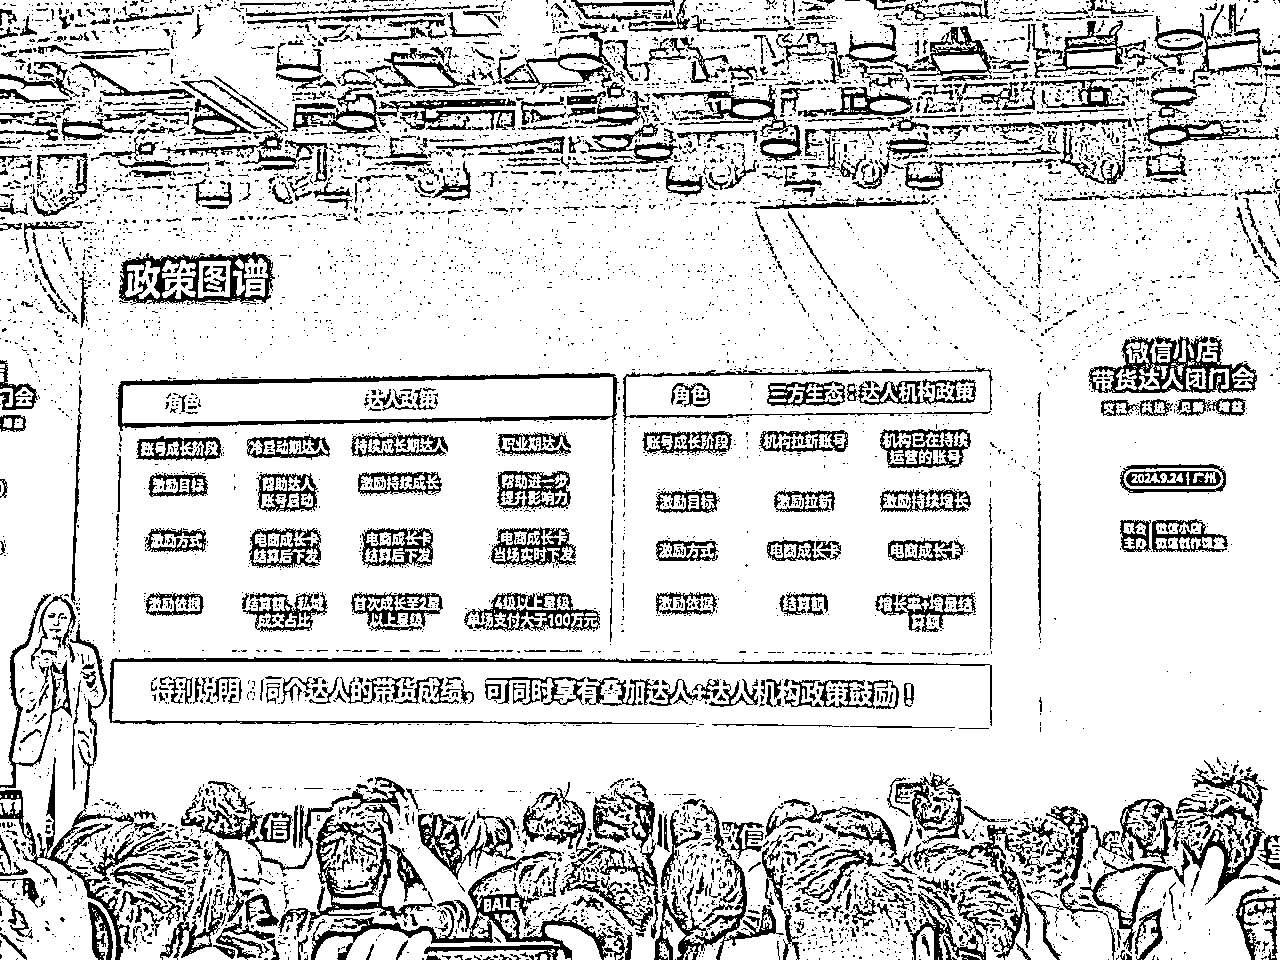 政策图谱
角色 达人政策
账号成长阶段 冷启动期达人 持续成长期达人 职业期达人
激励目标 帮助达人 激励持续成长 帮助进一步
账号启动 提升影响力
激励方式 电商成长卡 电商成长卡 电商成长卡
结算后下发 结算后下发 当场实时下发
激励依据 结算额、私域 首次成长至2星 4级以上星级
成交占比 以上星级 单场支付大于100万元
角色 三方生态：达人机构政策
账号成长阶段 机构拉新账号 机构已在持续
运营的账号
激励目标 激励拉新 激励持续增长
激励方式 电商成长卡 电商成长卡
激励依据 结算额 增长率+增量结
算额
特别说明：同个达人的带货成绩，可同时享有叠加达人+达人机构政策鼓励！
微信小店
带货达人闭门会
2024.9.24 | 广州
微信小店
BALE